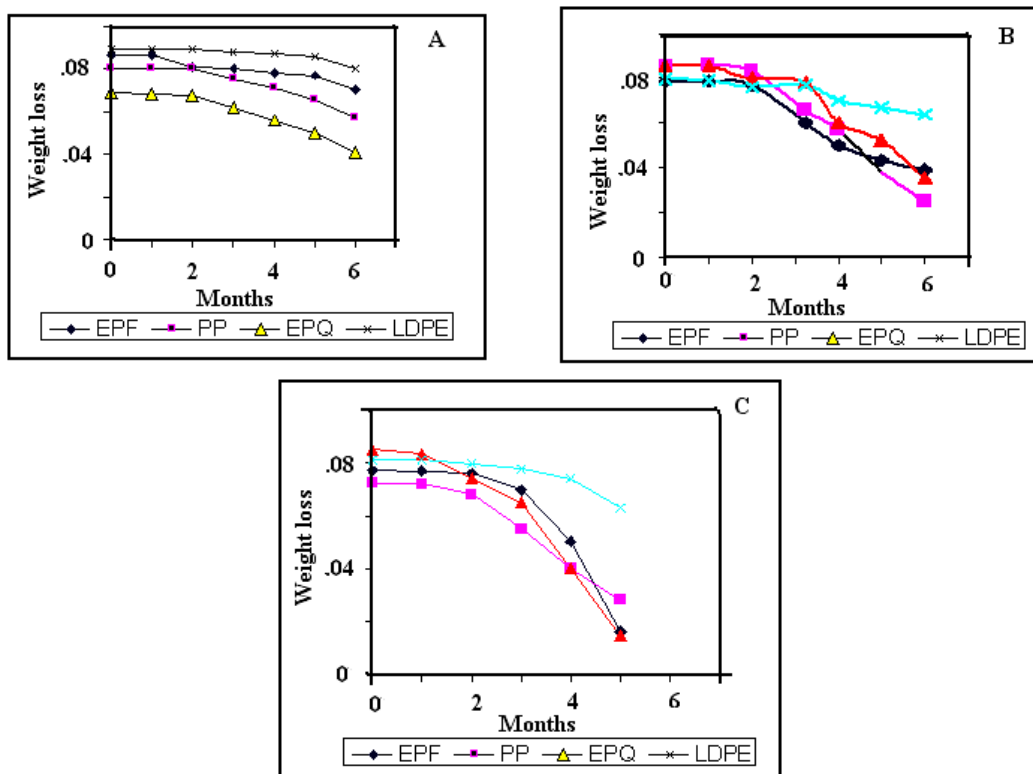 A
Weight loss
.08
.04
0
0 2 4 6
Months
EPF PP EPQ LDPE
B
Weight loss
.08
.04
0
0 2 4 6
Months
EPF PP EPQ LDPE
C
Weight loss
.08
.04
0
0 2 4 6
Months
EPF PP EPQ LDPE